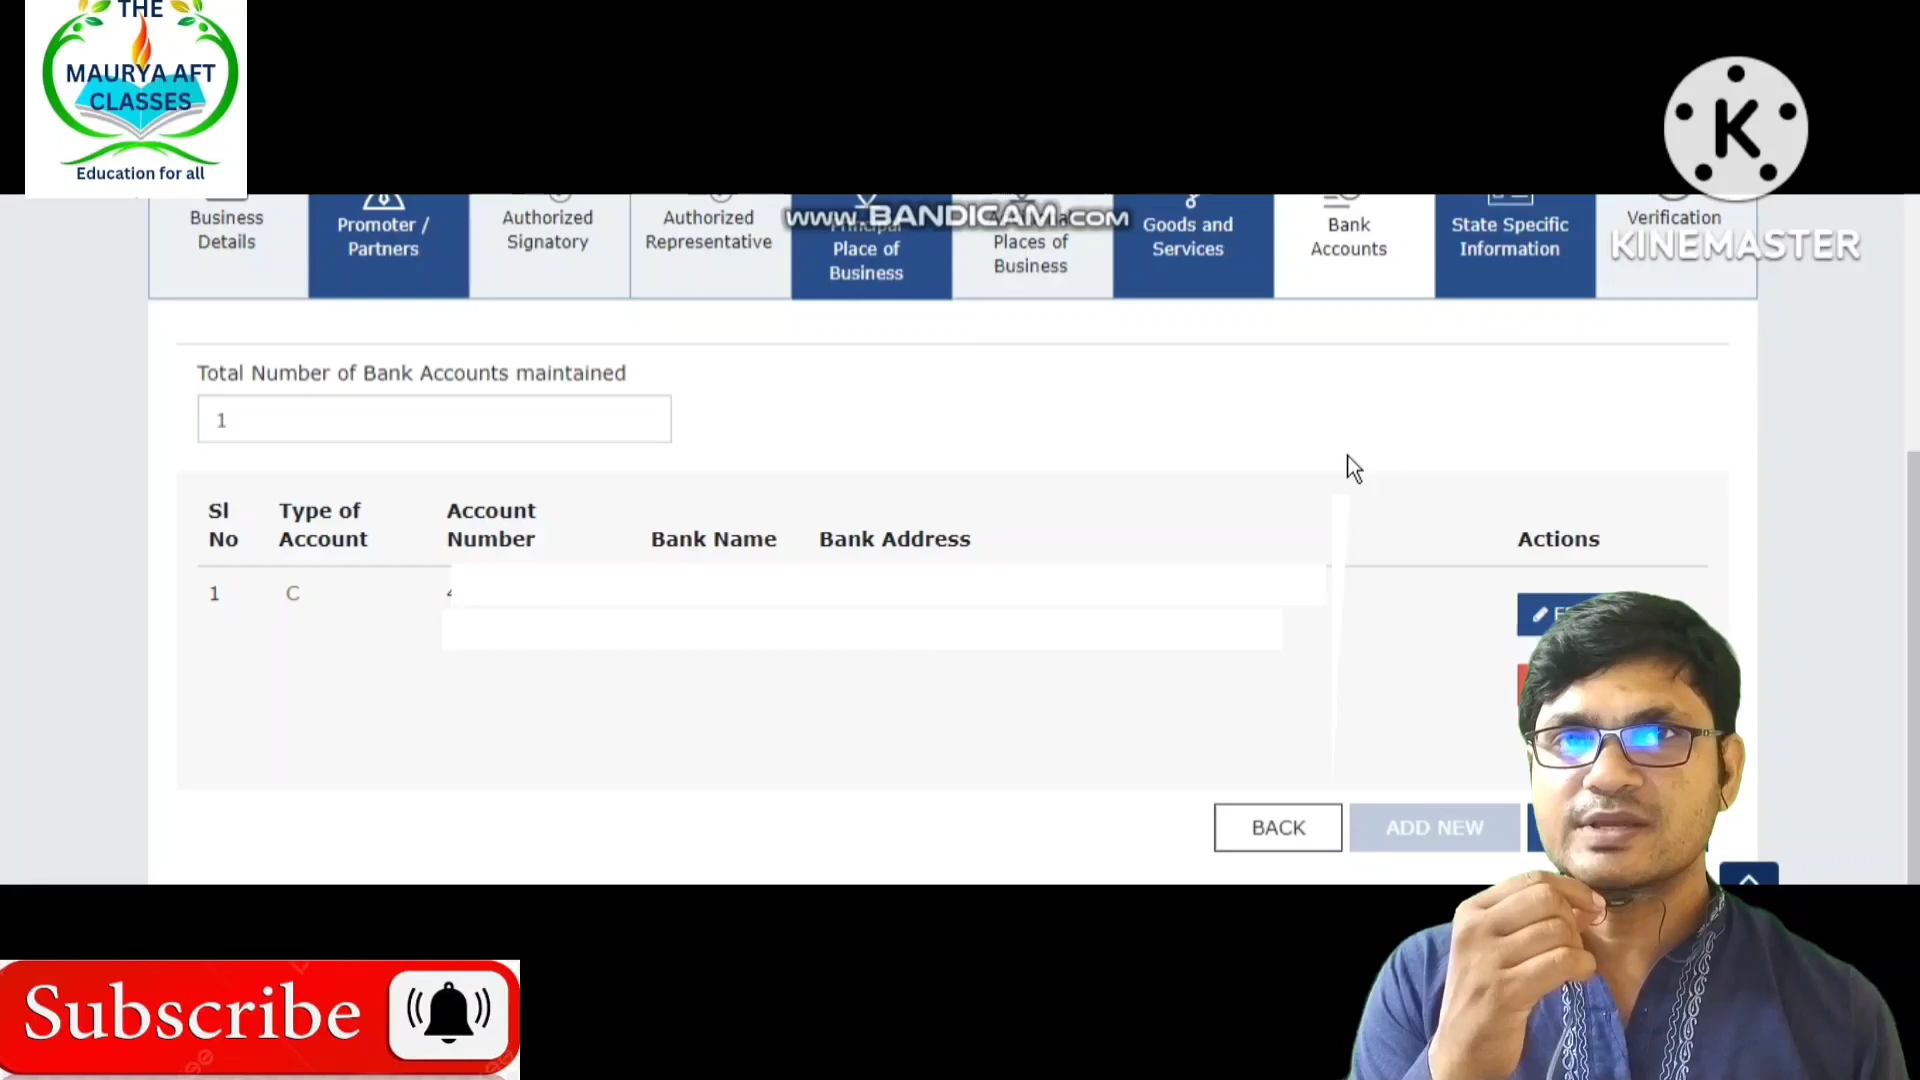 THE
MAURYA AFT
CLASSES
Education for all
K
KINEMASTER
www.BANDICAM.COM
Business
Details
Promoter /
Partners
Authorized
Signatory
Authorized
Representative
Principal
Place of
Business
Places of
Business
Goods and
Services
Bank
Accounts
State Specific
Information
Verification
Total Number of Bank Accounts maintained
1
Sl
No
Type of
Account
Account
Number
Bank Name
Bank Address
Actions
1
C
BACK
ADD NEW
Subscribe